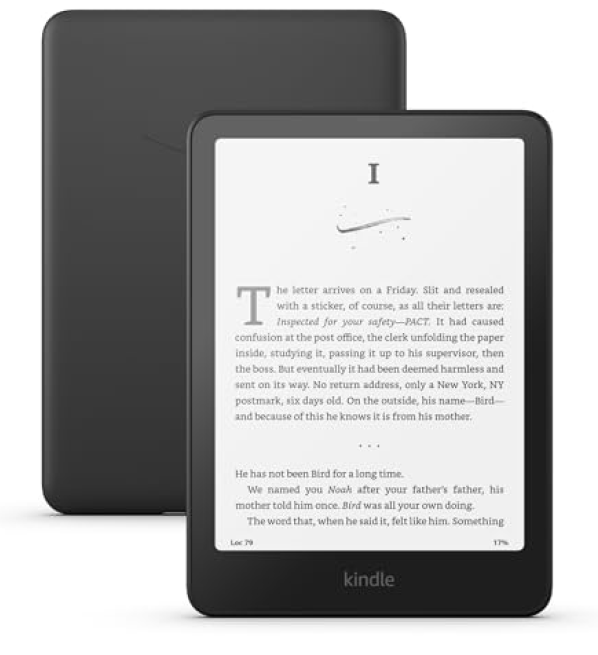 I
The letter arrives on a Friday. Slit and resealed
with a sticker, of course, as all their letters are:
Inspected for your safety—PACT. It had caused
confusion at the post office, the clerk unfolding the paper
inside, studying it, passing it up to his supervisor, then
the boss. But eventually it had been deemed harmless and
sent on its way. No return address, only a New York, NY
postmark, six days old. On the outside, his name—Bird—
and because of this he knows it is from his mother.
. . .
He has not been Bird for a long time.
We named you Noah after your father's father, his
mother told him once. Bird was all your own doing.
The word that, when he said it, felt like him. Something
Loc 79 17%
kindle